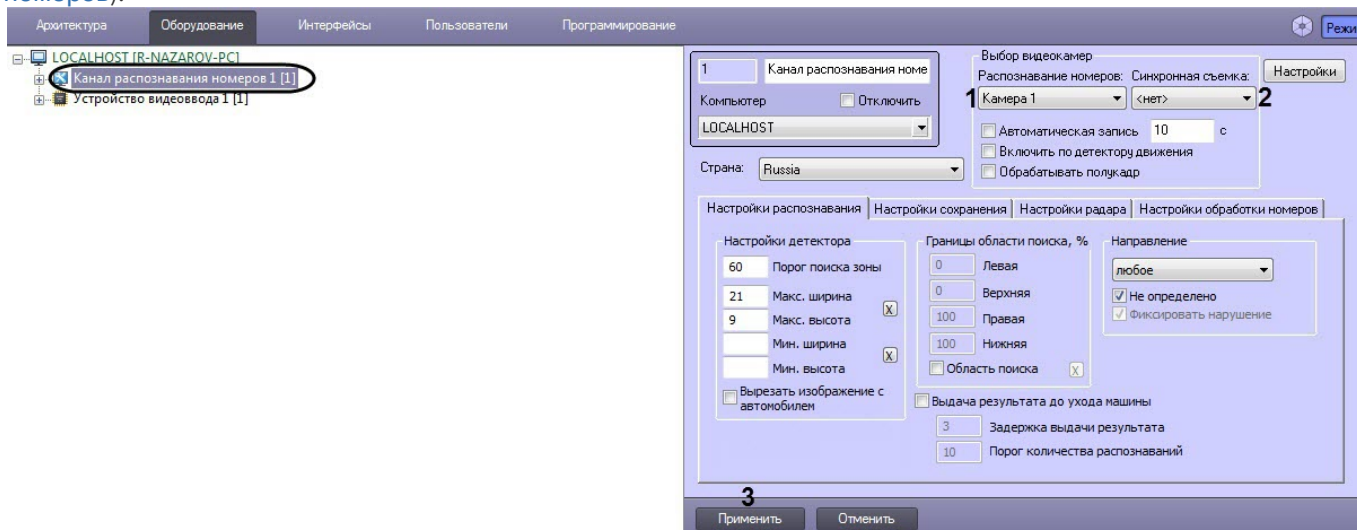 номеров).
Архитектура Оборудование Интерфейсы Пользователи Программирование Режи
LOCALHOST [R-NAZAROV-PC]
Канал распознавания номеров 1 [1]
Устройство видеоввода 1 [1]
1 Канал распознавания номе
Компьютер Отключить
LOCALHOST
Страна: Russia
Выбор видеокамер
Распознавание номеров: Синхронная съемка: Настройки
1 Камера 1 <нет> 2
Автоматическая запись 10 с
Включить по детектору движения
Обрабатывать полукадр
Настройки распознавания Настройки сохранения Настройки радара Настройки обработки номеров
Настройки детектора
60 Порог поиска зоны
21 Макс. ширина
9 Макс. высота
X
Мин. ширина
Мин. высота
X
Вырезать изображение с
автомобилем
Границы области поиска, %
0 Левая
0 Верхняя
100 Правая
100 Нижняя
Область поиска X
Направление
любое
Не определено
Фиксировать нарушение
Выдача результата до ухода машины
3 Задержка выдачи результата
10 Порог количества распознаваний
3
Применить Отменить